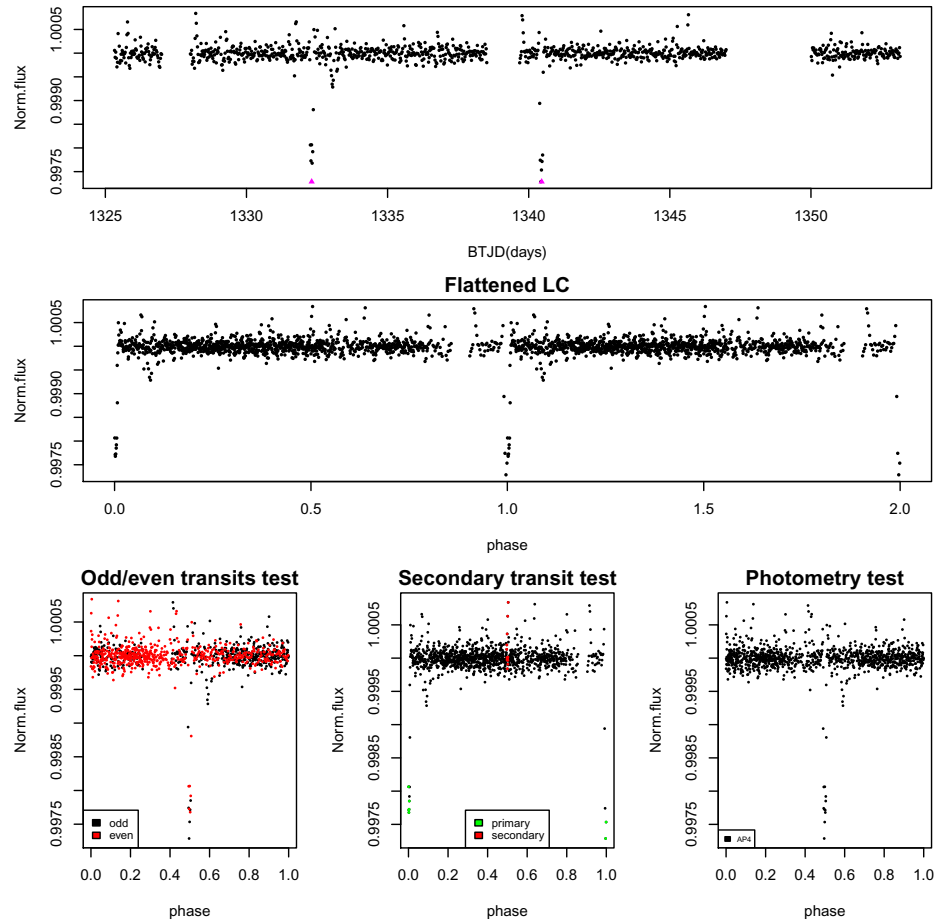 1.0005
0.9990
0.9975
Norm.flux
1325 1330 1335 1340 1345 1350
BTJD(days)
Flattened LC
1.0005
0.9990
0.9975
Norm.flux
0.0 0.5 1.0 1.5 2.0
phase
Odd/even transits test
1.0005
0.9995
0.9985
0.9975
Norm.flux
odd
even
0.0 0.2 0.4 0.6 0.8 1.0
phase
Secondary transit test
1.0005
0.9995
0.9985
0.9975
Norm.flux
primary
secondary
0.0 0.2 0.4 0.6 0.8 1.0
phase
Photometry test
1.0005
0.9995
0.9985
0.9975
Norm.flux
AP4
0.0 0.2 0.4 0.6 0.8 1.0
phase